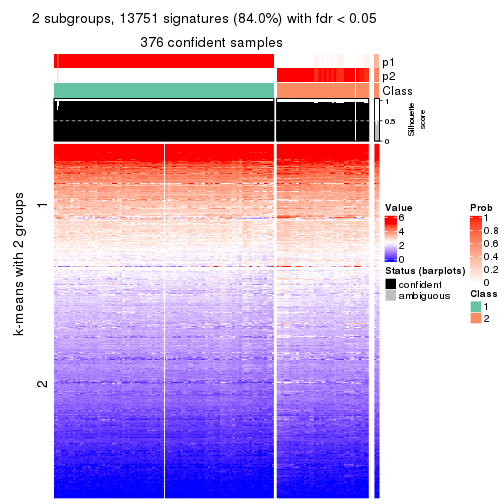 2 subgroups, 13751 signatures (84.0%) with fdr < 0.05
376 confident samples
p1
p2
Class
1
0.5
0
Silhouette
score
k-means with 2 groups
1
2
Value
6
4
2
0
Status (barplots)
confident
ambiguous
Prob
1
0.8
0.6
0.4
0.2
0
Class
1
2